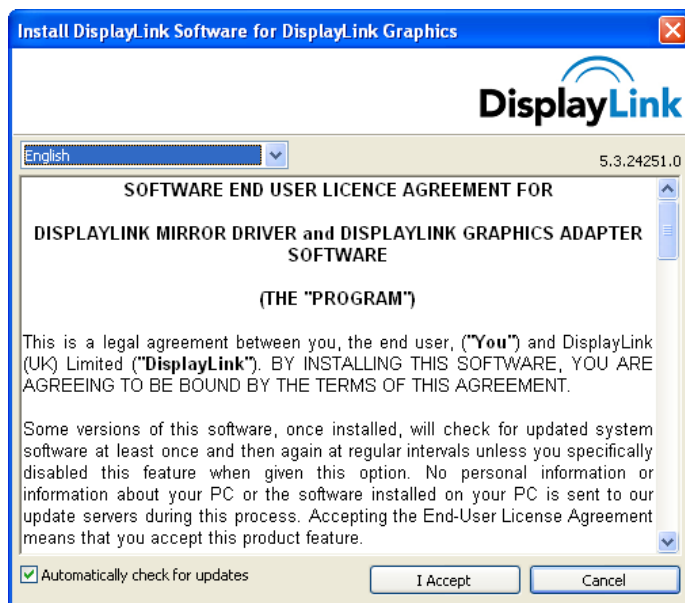 Install DisplayLink Software for DisplayLink Graphics
DisplayLink
English
5.3.24251.0
SOFTWARE END USER LICENCE AGREEMENT FOR
DISPLAYLINK MIRROR DRIVER and DISPLAYLINK GRAPHICS ADAPTER
SOFTWARE
(THE "PROGRAM")
This is a legal agreement between you, the end user, ("You") and DisplayLink
(UK) Limited ("DisplayLink"). BY INSTALLING THIS SOFTWARE, YOU ARE
AGREEING TO BE BOUND BY THE TERMS OF THIS AGREEMENT.
Some versions of this software, once installed, will check for updated system
software at least once and then again at regular intervals unless you specifically
disabled this feature when given this option. No personal information or
information about your PC or the software installed on your PC is sent to our
update servers during this process. Accepting the End-User License Agreement
means that you accept this product feature.
Automatically check for updates
I Accept
Cancel